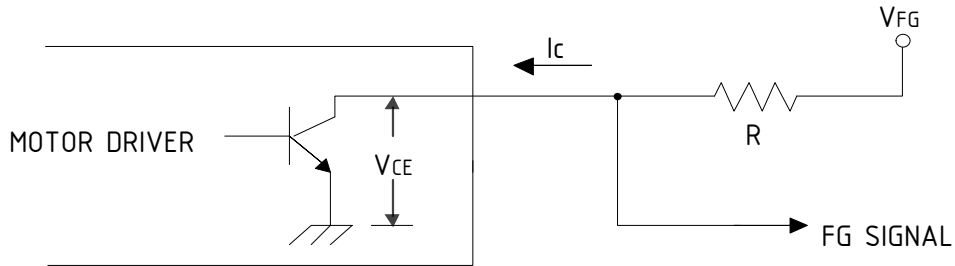 VFG
Ic
R
MOTOR DRIVER
VCE
FG SIGNAL